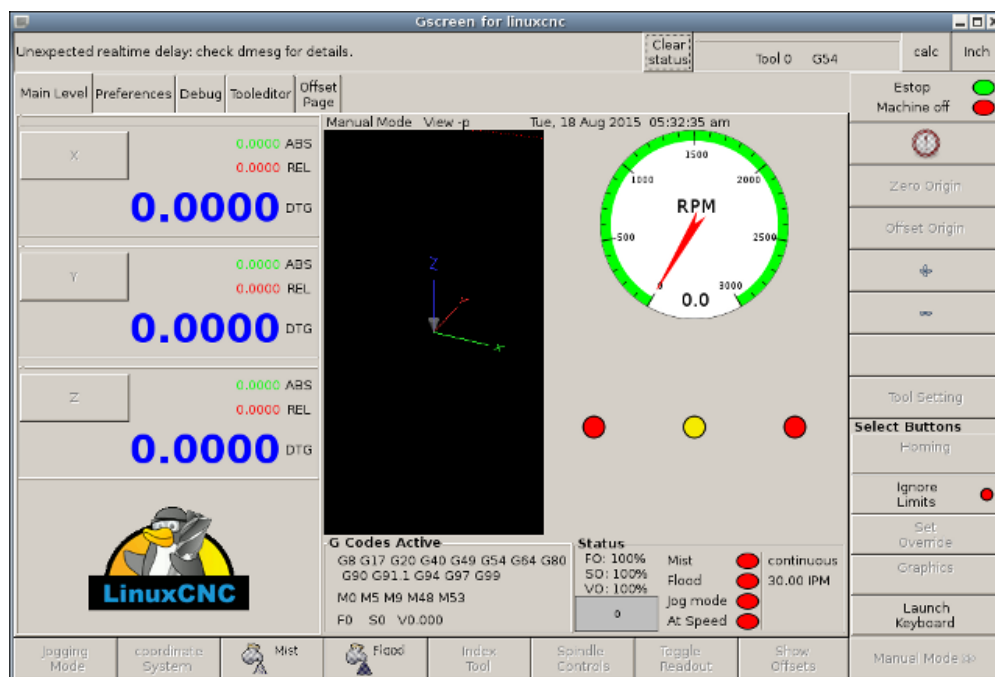 Gscreen for linuxcnc
Unexpected realtime delay: check dmesg for details.
Clear
status
Tool 0 G54
calc
Inch
Main Level
Preferences
Debug
Tooleditor
Offset
Page
Estop
Machine off
Manual Mode View -p Tue, 18 Aug 2015 05:32:35 am
X
0.0000 ABS
0.0000 REL
0.0000 DTG
Y
0.0000 ABS
0.0000 REL
0.0000 DTG
Z
0.0000 ABS
0.0000 REL
0.0000 DTG
LinuxCNC
Z
Y
X
1500
1000
2000
RPM
500
2500
0
3000
0.0
G Codes Active
G8 G17 G20 G40 G49 G54 G64 G80
G90 G91.1 G94 G97 G99
M0 M5 M9 M48 M53
F0 S0 V0.000
Status
FO: 100%
SO: 100%
VO: 100%
0
Mist
Flood
Jog mode
At Speed
continuous
30.00 IPM
Zero Origin
Offset Origin
Tool Setting
Select Buttons
Homing
Ignore
Limits
Set
Override
Graphics
Launch
Keyboard
Jogging
Mode
coordinate
System
Mist
Flood
Index
Tool
Spindle
Controls
Toggle
Readout
Show
Offsets
Manual Mode >>